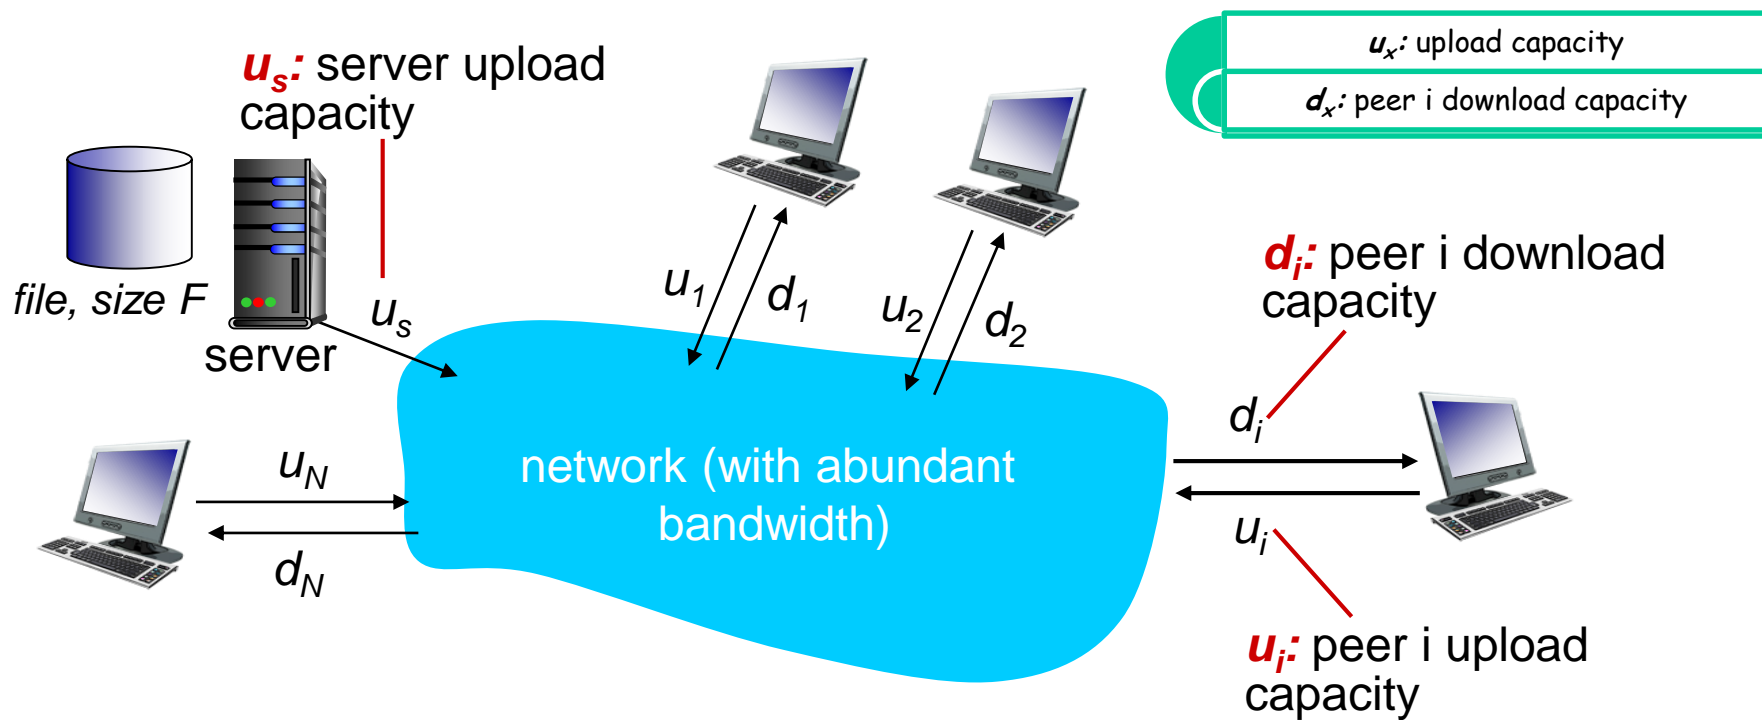 u_s: server upload
capacity
u_x: upload capacity
d_x: peer i download capacity
file, size F
server
u_s
u_1
d_1
u_2
d_2
d_i: peer i download
capacity
u_N
d_N
network (with abundant
bandwidth)
d_i
u_i
u_i: peer i upload
capacity